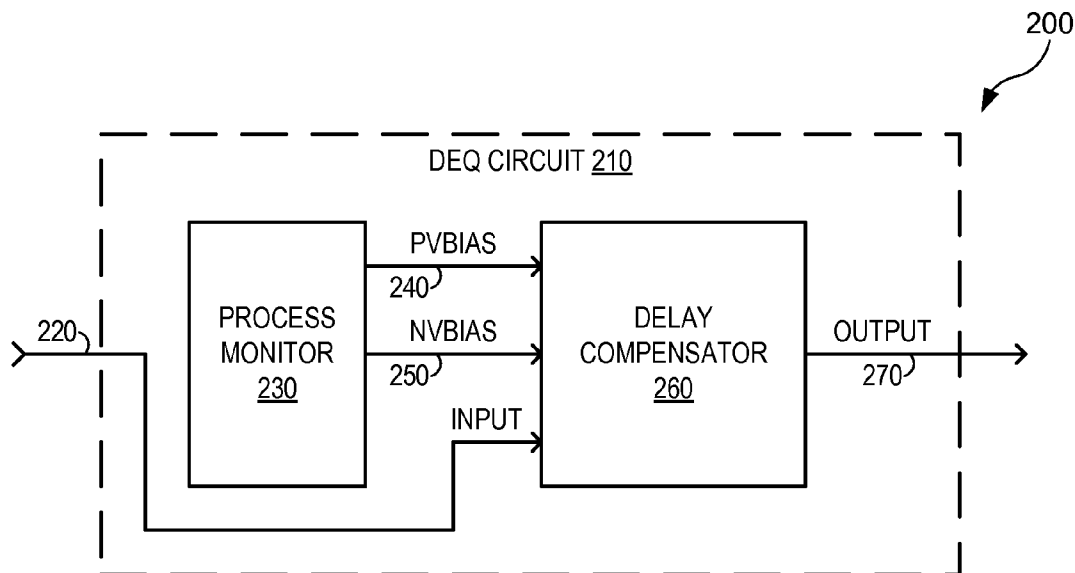 200
DEQ CIRCUIT 210
PVBIAS
240
220
PROCESS
MONITOR
230
NVBIAS
250
DELAY
COMPENSATOR
260
OUTPUT
270
INPUT